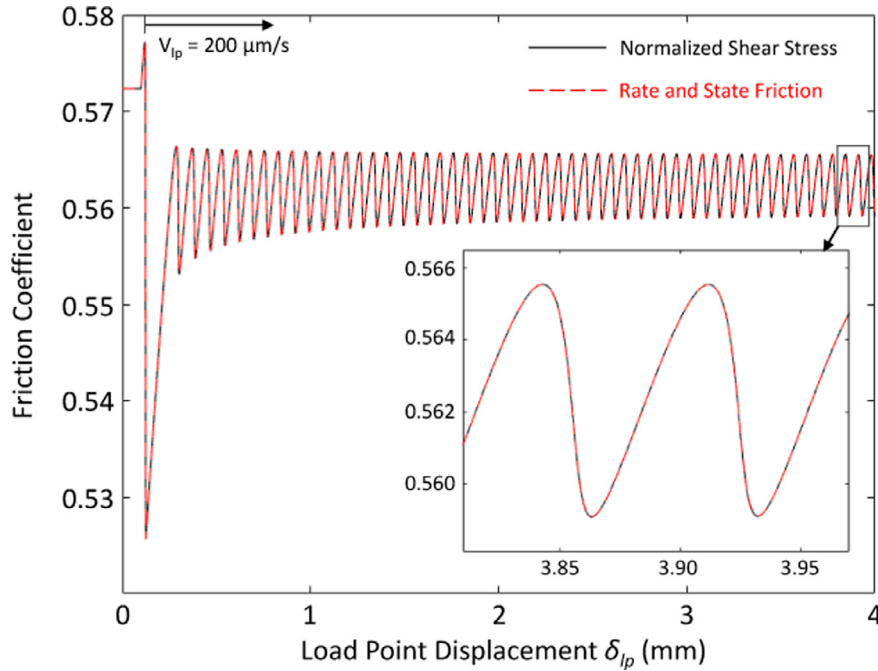 0.58
V_lp = 200 μm/s
Normalized Shear Stress
Rate and State Friction
0.57
0.56
0.55
0.54
0.53
Friction Coefficient
0.566
0.564
0.562
0.560
3.85 3.90 3.95
0 1 2 3 4
Load Point Displacement δ_lp (mm)